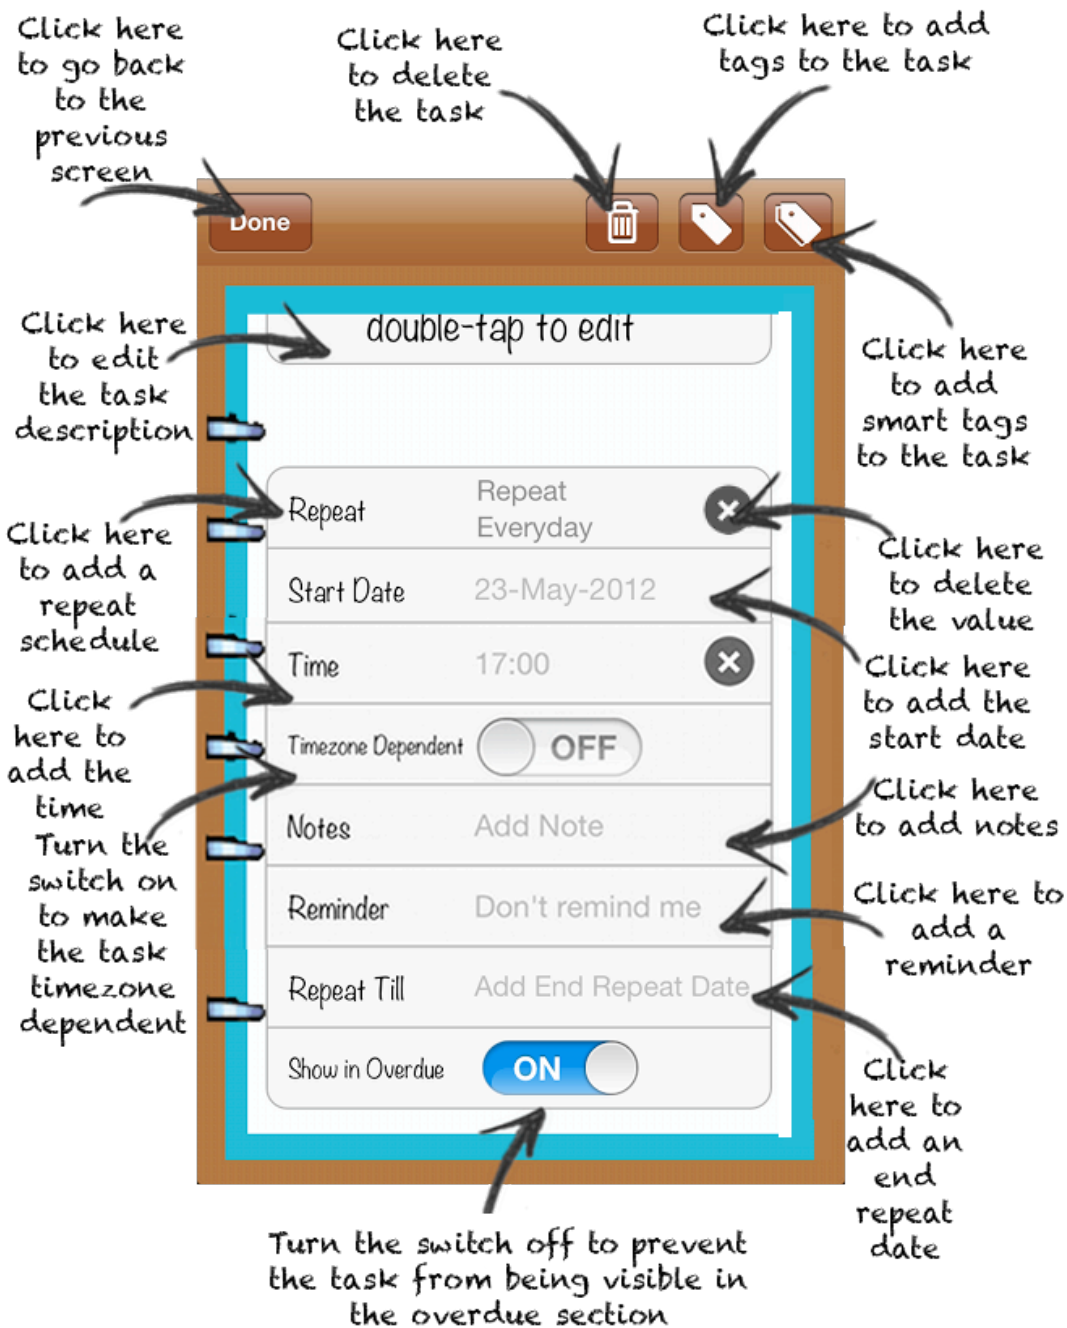 Click here
to go back
to the
previous
screen
Click here
to delete
the task
Click here to add
tags to the task
Done
Click here
to edit
the task
description
double-tap to edit
Click here
to add
smart tags
to the task
Click here
to add a
repeat
schedule
Repeat
Repeat
Everyday
Click here
to delete
the value
Start Date
23-May-2012
Click here
to add the
start date
Time
17:00
Click
here to
add the
time
Timezone Dependent
OFF
Turn the
switch on
to make
the task
timezone
dependent
Notes
Add Note
Click here
to add notes
Reminder
Don't remind me
Click here to
add a
reminder
Repeat Till
Add End Repeat Date
Click
here to
add an
end
repeat
date
Show in Overdue
ON
Turn the switch off to prevent
the task from being visible in
the overdue section